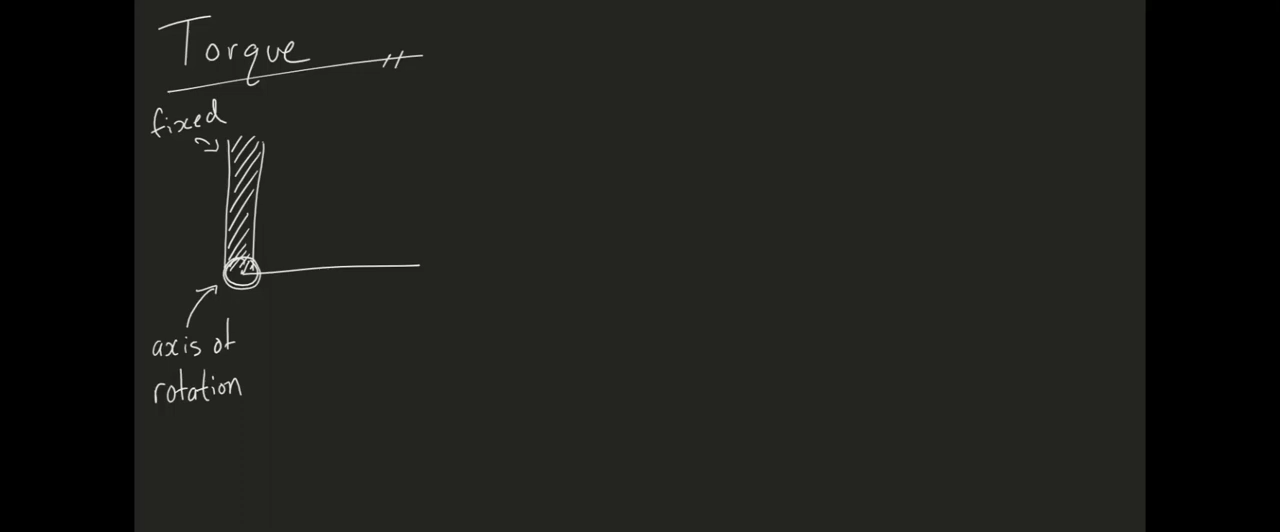 Torque
fixed
axis of
rotation